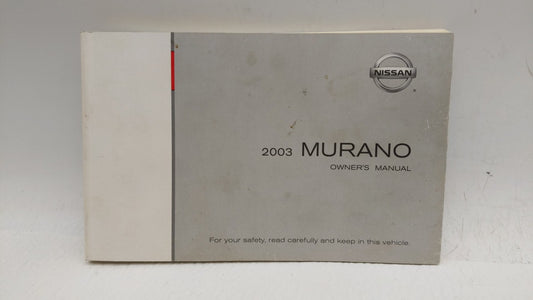 NISSAN
2003 MURANO
OWNER'S MANUAL
For your safety, read carefully and keep in this vehicle.